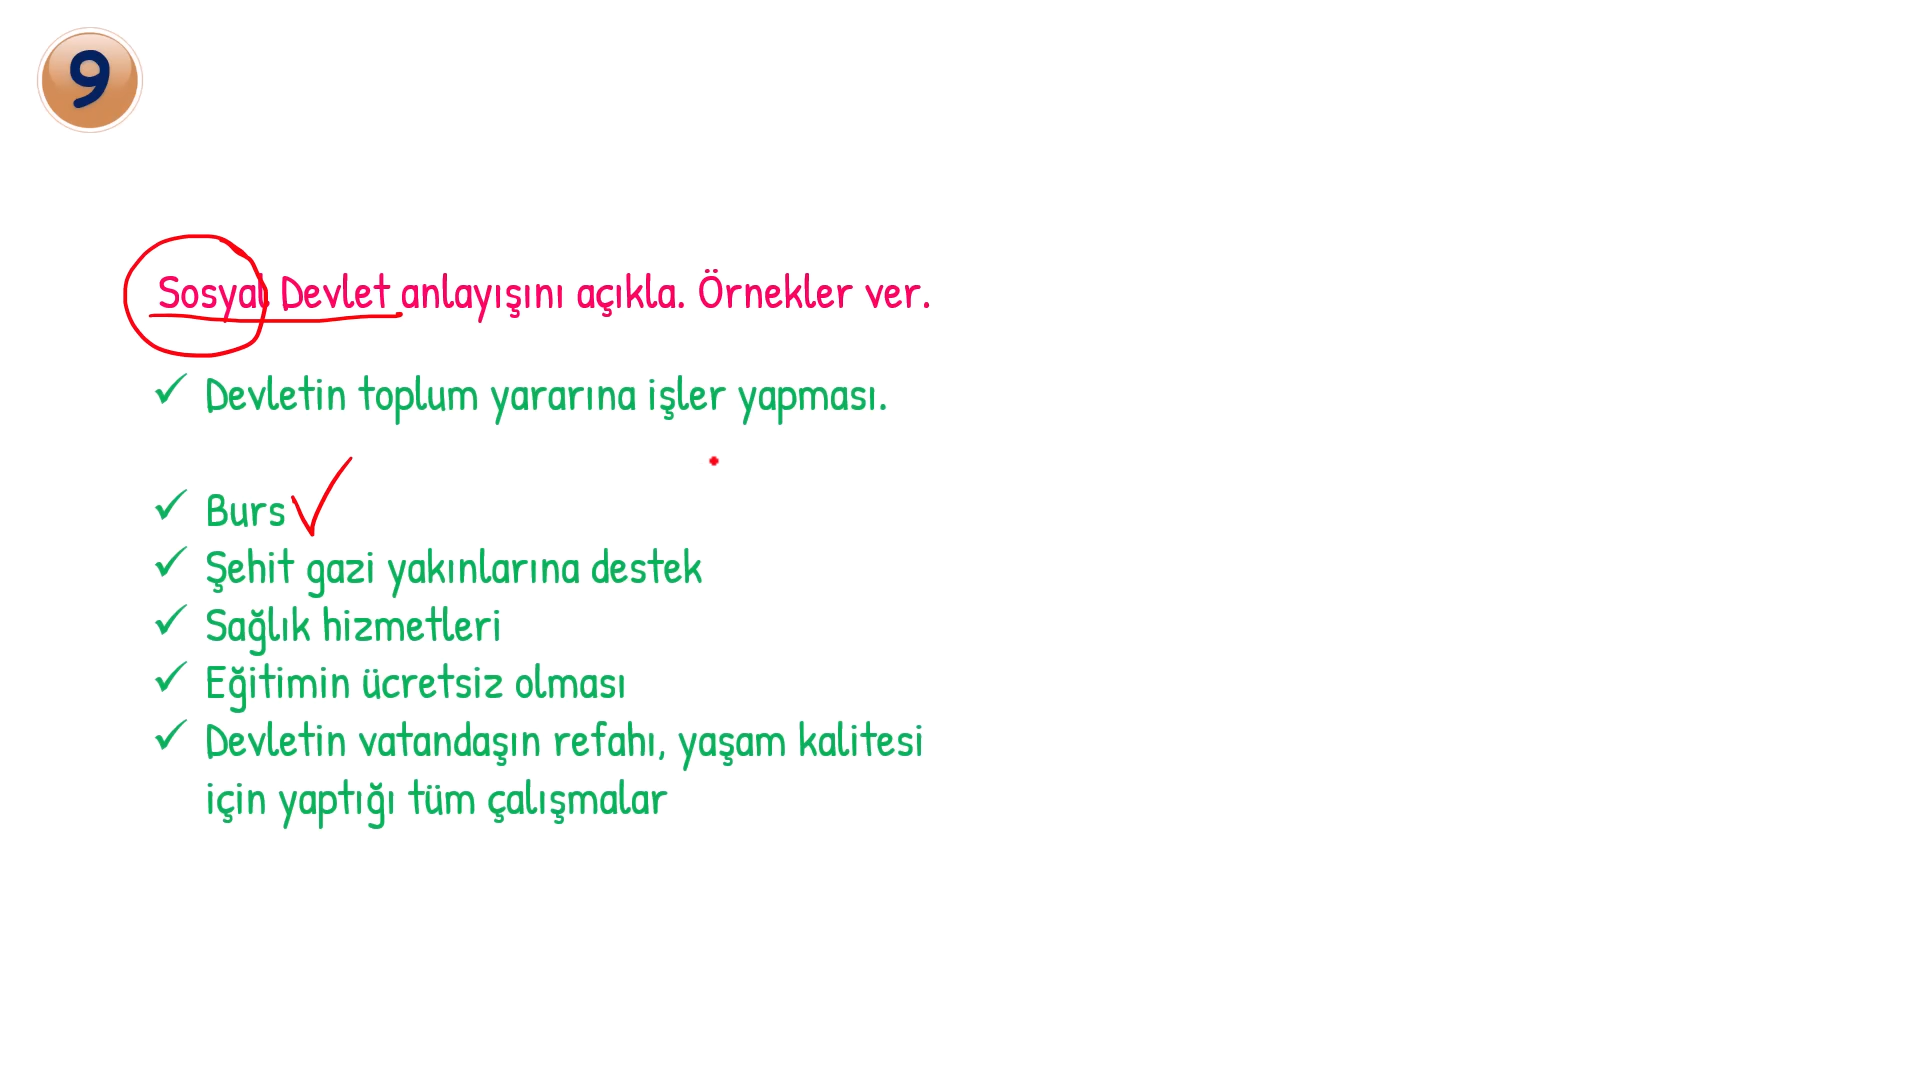 9
Sosyal Devlet anlayışını açıkla. Örnekler ver.
✓ Devletin toplum yararına işler yapması.
✓ Burs
✓ Şehit gazi yakınlarına destek
✓ Sağlık hizmetleri
✓ Eğitimin ücretsiz olması
✓ Devletin vatandaşın refahı, yaşam kalitesi
için yaptığı tüm çalışmalar